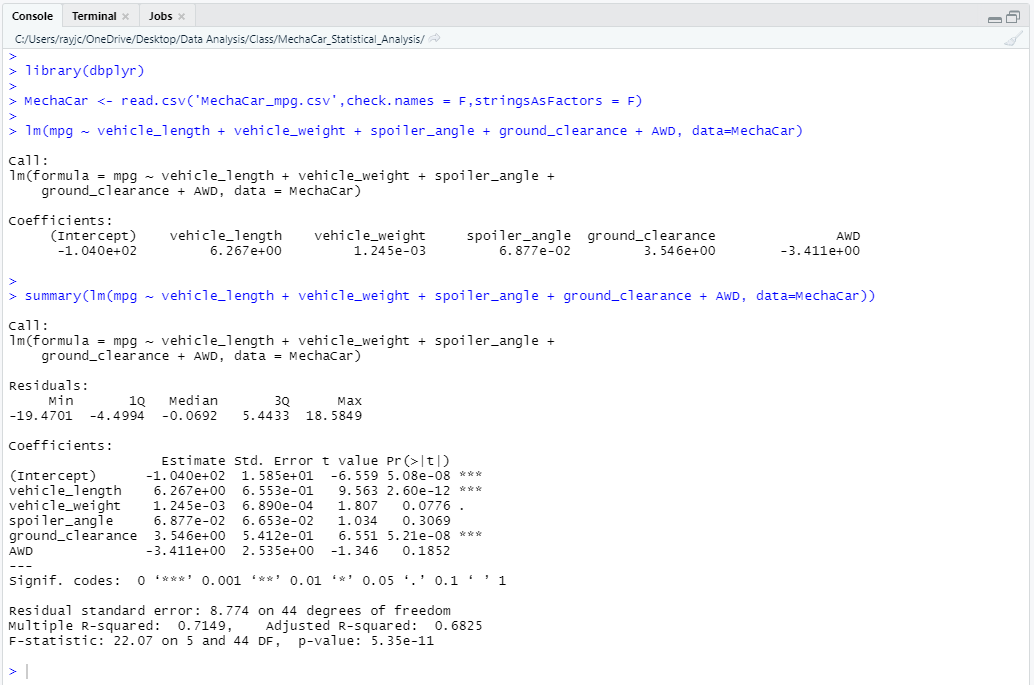 Console Terminal Jobs
C:/Users/rayjc/OneDrive/Desktop/Data Analysis/Class/MechaCar_Statistical_Analysis/
>
> library(dbplyr)
>
> MechaCar <- read.csv('MechaCar_mpg.csv',check.names = F,stringsAsFactors = F)
>
> lm(mpg ~ vehicle_length + vehicle_weight + spoiler_angle + ground_clearance + AWD, data=MechaCar)
Call:
lm(formula = mpg ~ vehicle_length + vehicle_weight + spoiler_angle +
    ground_clearance + AWD, data = MechaCar)
Coefficients:
     (Intercept)    vehicle_length    vehicle_weight     spoiler_angle  ground_clearance               AWD
      -1.040e+02         6.267e+00         1.245e-03         6.877e-02         3.546e+00        -3.411e+00
>
> summary(lm(mpg ~ vehicle_length + vehicle_weight + spoiler_angle + ground_clearance + AWD, data=MechaCar))
Call:
lm(formula = mpg ~ vehicle_length + vehicle_weight + spoiler_angle +
    ground_clearance + AWD, data = MechaCar)
Residuals:
     Min       1Q   Median       3Q      Max
-19.4701  -4.4994  -0.0692   5.4433  18.5849
Coefficients:
                   Estimate Std. Error t value Pr(>|t|)
(Intercept)      -1.040e+02  1.585e+01  -6.559 5.08e-08 ***
vehicle_length    6.267e+00  6.553e-01   9.563 2.60e-12 ***
vehicle_weight    1.245e-03  6.890e-04   1.807   0.0776 .
spoiler_angle     6.877e-02  6.653e-02   1.034   0.3069
ground_clearance  3.546e+00  5.412e-01   6.551 5.21e-08 ***
AWD              -3.411e+00  2.535e+00  -1.346   0.1852
---
Signif. codes:  0 ‘***’ 0.001 ‘**’ 0.01 ‘*’ 0.05 ‘.’ 0.1 ‘ ’ 1
Residual standard error: 8.774 on 44 degrees of freedom
Multiple R-squared:  0.7149,    Adjusted R-squared:  0.6825
F-statistic: 22.07 on 5 and 44 DF,  p-value: 5.35e-11
>